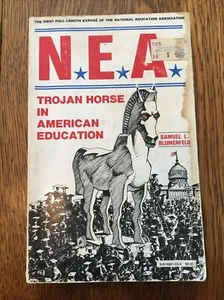 THE FIRST FULL-LENGTH EXPOSÉ OF THE NATIONAL EDUCATION ASSOCIATION
N★E★A★
TROJAN HORSE
IN
AMERICAN
EDUCATION
SAMUEL L.
BLUMENFELD